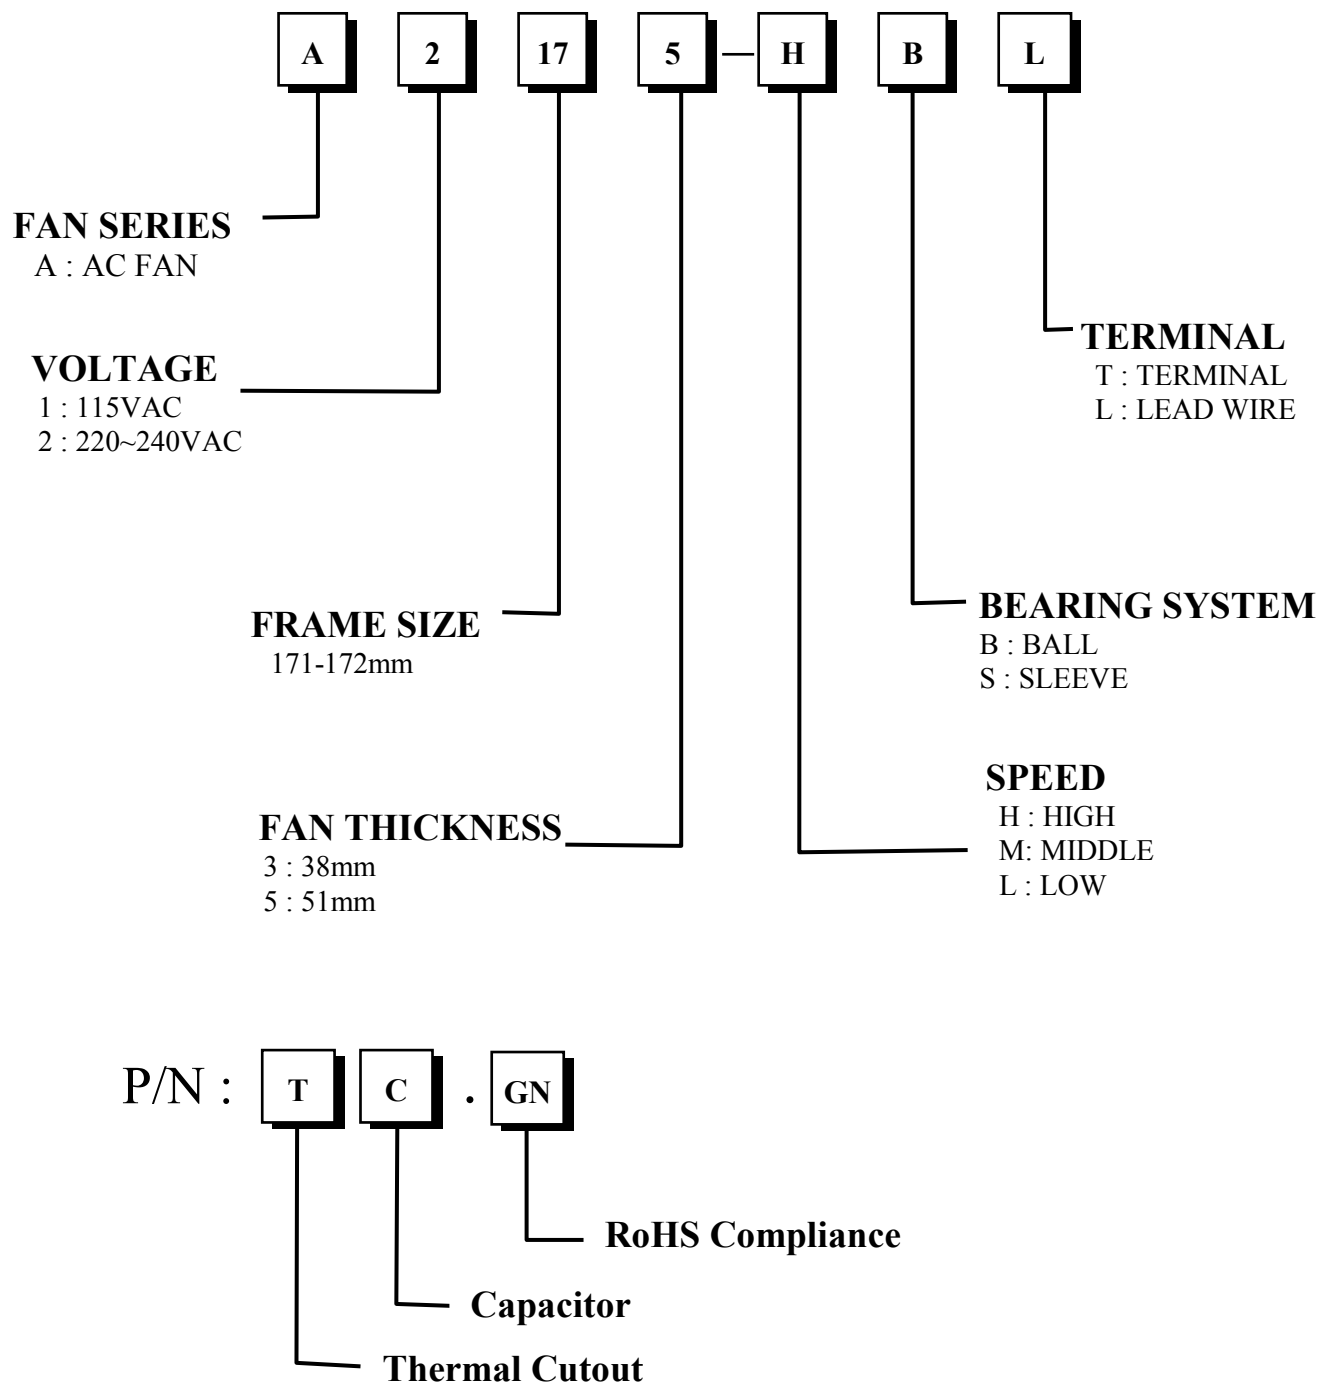 A 2 17 5 — H B L
FAN SERIES
A : AC FAN
VOLTAGE
1 : 115VAC
2 : 220~240VAC
TERMINAL
T : TERMINAL
L : LEAD WIRE
FRAME SIZE
171-172mm
BEARING SYSTEM
B : BALL
S : SLEEVE
FAN THICKNESS
3 : 38mm
5 : 51mm
SPEED
H : HIGH
M: MIDDLE
L : LOW
P/N : T C . GN
RoHS Compliance
Capacitor
Thermal Cutout